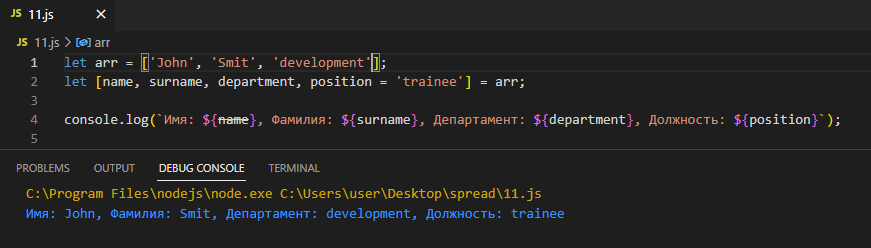 JS 11.js ×
JS 11.js > arr
1 let arr = ['John', 'Smit', 'development'];
2 let [name, surname, department, position = 'trainee'] = arr;
3
4 console.log(`Имя: ${name}, Фамилия: ${surname}, Департамент: ${department}, Должность: ${position}`);
5
PROBLEMS OUTPUT DEBUG CONSOLE TERMINAL
C:\Program Files\nodejs\node.exe C:\Users\user\Desktop\spread\11.js
Имя: John, Фамилия: Smit, Департамент: development, Должность: trainee